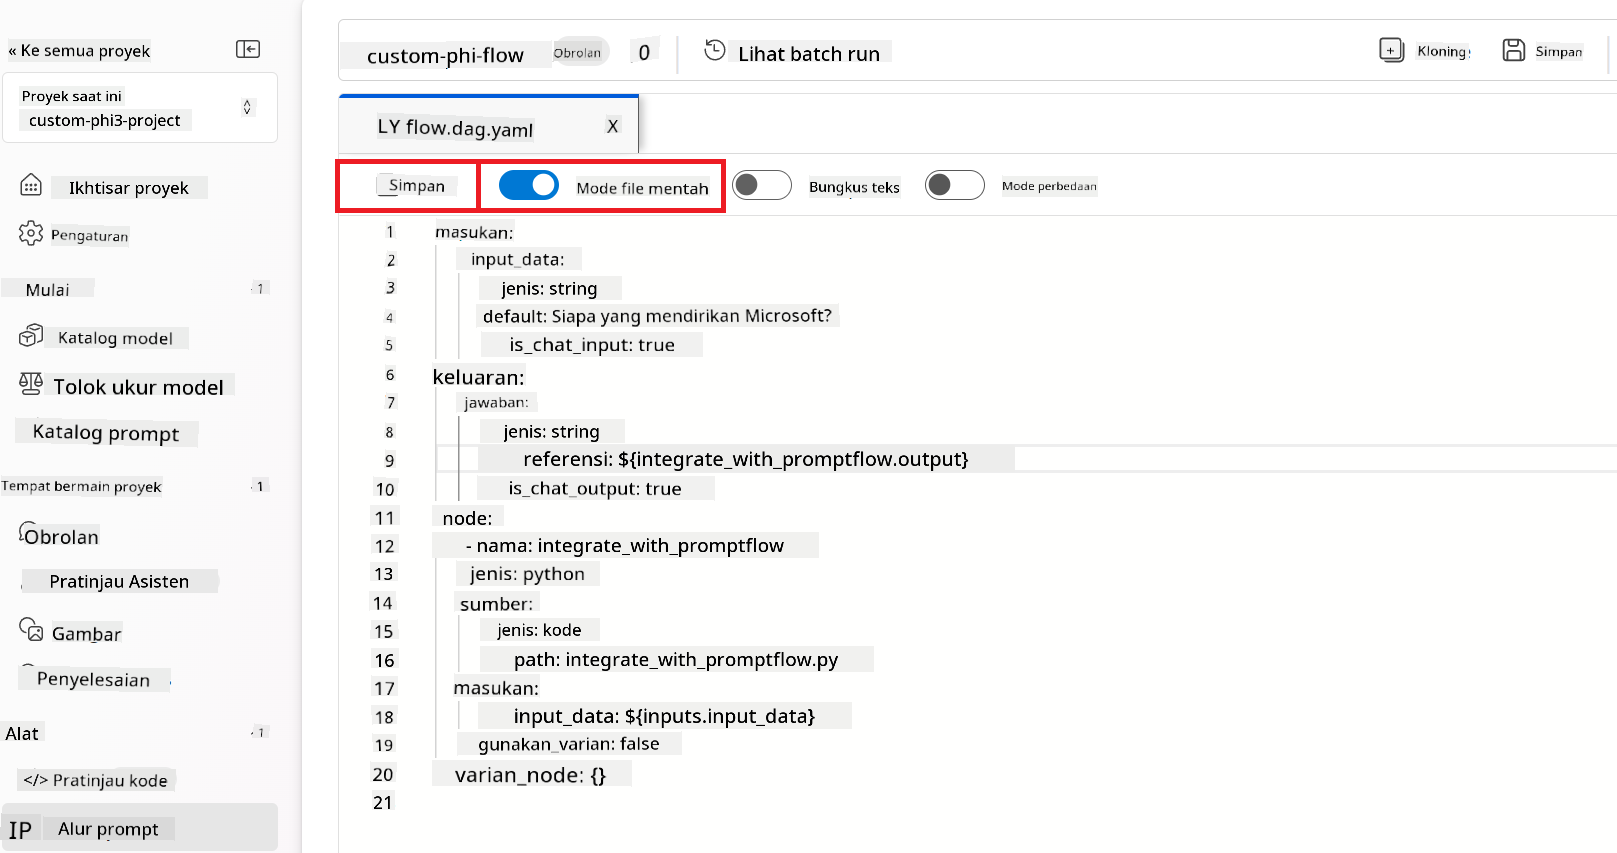 « Ke semua proyek
Proyek saat ini
custom-phi3-project
Ikhtisar proyek
Pengaturan
Mulai
Katalog model
Tolok ukur model
Katalog prompt
Tempat bermain proyek
Obrolan
Pratinjau Asisten
Gambar
Penyelesaian
Alat
</> Pratinjau kode
IP Alur prompt
custom-phi-flow Obrolan 0 Lihat batch run Kloning Simpan
LY flow.dag.yaml X
Simpan Mode file mentah Bungkus teks Mode perbedaan
1 masukan:
2 input_data:
3 jenis: string
4 default: Siapa yang mendirikan Microsoft?
5 is_chat_input: true
6 keluaran:
7 jawaban:
8 jenis: string
9 referensi: ${integrate_with_promptflow.output}
10 is_chat_output: true
11 node:
12 - nama: integrate_with_promptflow
13 jenis: python
14 sumber:
15 jenis: kode
16 path: integrate_with_promptflow.py
17 masukan:
18 input_data: ${inputs.input_data}
19 gunakan_varian: false
20 varian_node: {}
21